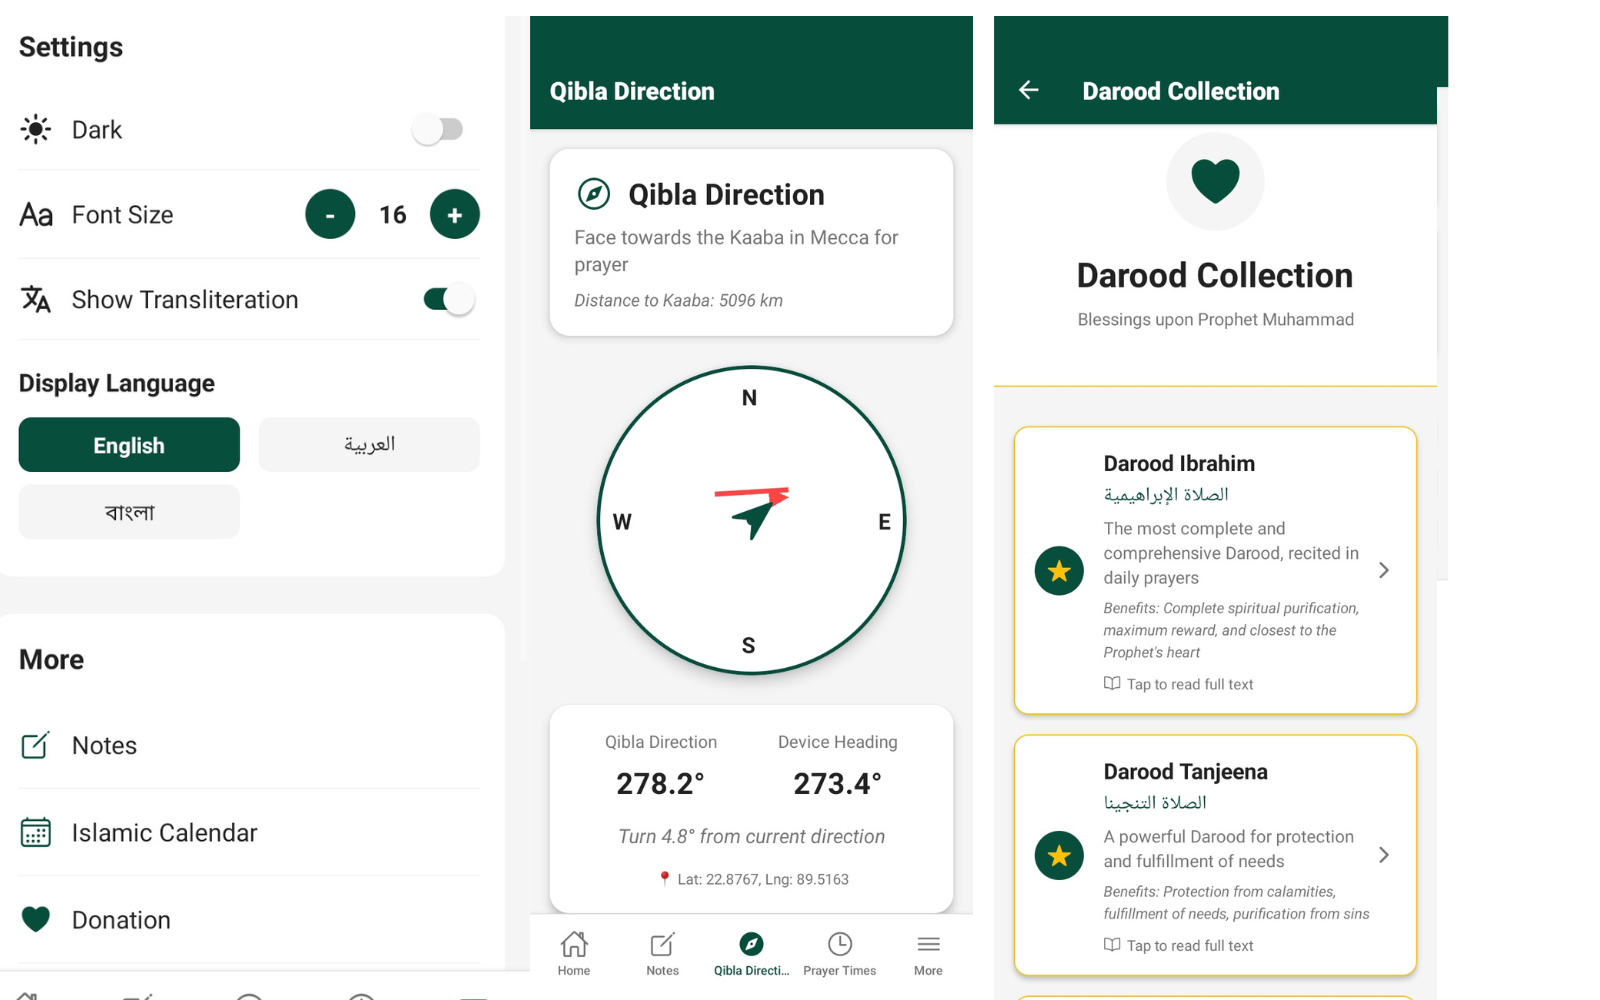 Settings
Dark
Aa Font Size - 16 +
Show Transliteration
Display Language
English العربية
বাংলা
More
Notes
Islamic Calendar
Donation
Qibla Direction
Qibla Direction
Face towards the Kaaba in Mecca for
prayer
Distance to Kaaba: 5096 km
N
W E
S
Qibla Direction Device Heading
278.2° 273.4°
Turn 4.8° from current direction
Lat: 22.8767, Lng: 89.5163
Home Notes Qibla Directi... Prayer Times More
Darood Collection
Darood Collection
Blessings upon Prophet Muhammad
Darood Ibrahim
الصلاة الإبراهيمية
The most complete and
comprehensive Darood, recited in
daily prayers
Benefits: Complete spiritual purification,
maximum reward, and closest to the
Prophet's heart
Tap to read full text
Darood Tanjeena
الصلاة التنجينا
A powerful Darood for protection
and fulfillment of needs
Benefits: Protection from calamities,
fulfillment of needs, purification from sins
Tap to read full text